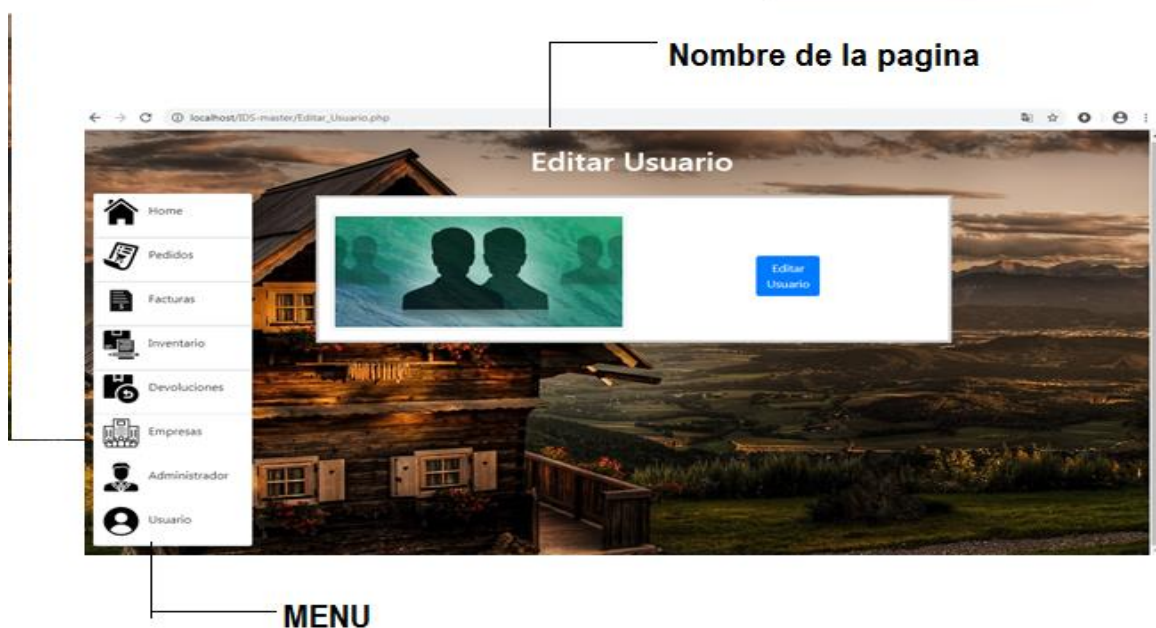 Nombre de la pagina
localhost/IDS-master/Editar_Usuario.php
Editar Usuario
Home
Pedidos
Facturas
Inventario
Devoluciones
Empresas
Administrador
Usuario
Editar
Usuario
MENU